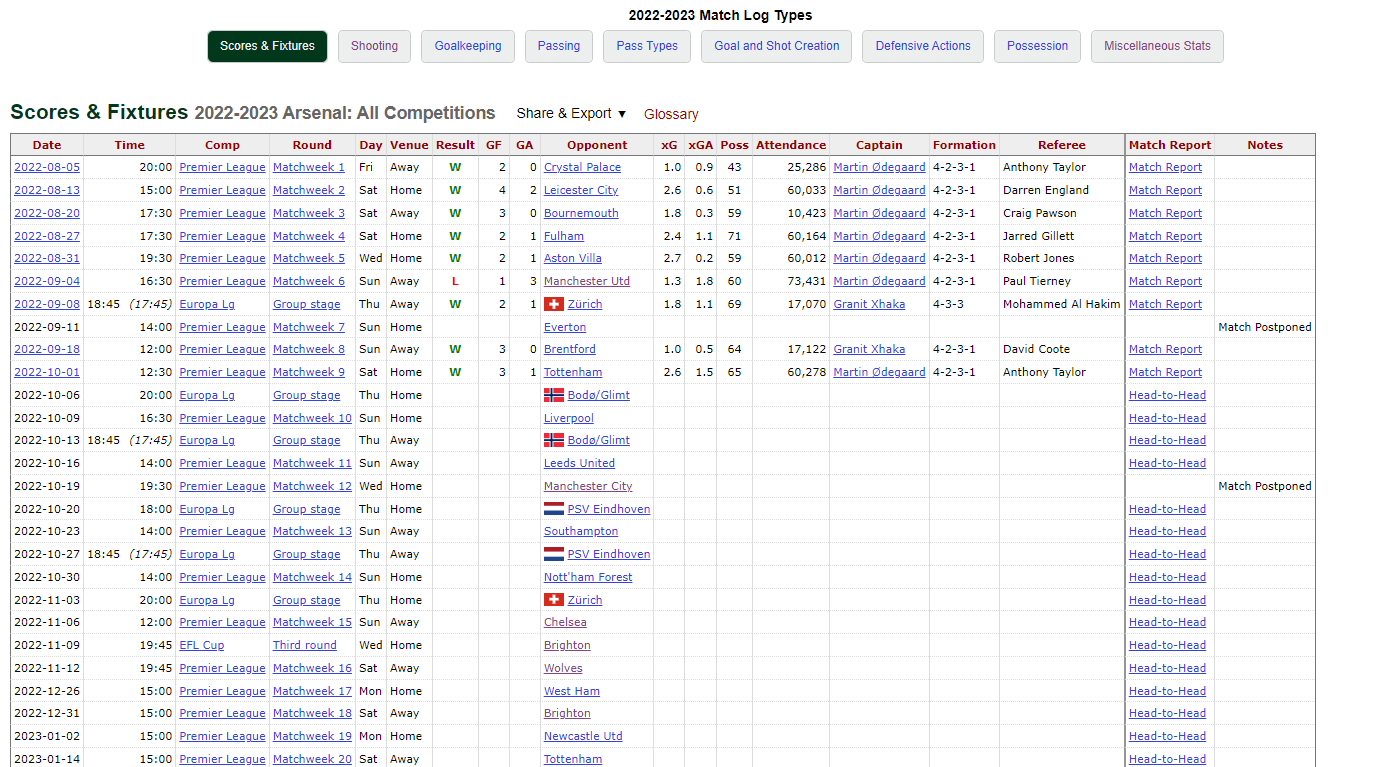 2022-2023 Match Log Types
Scores & Fixtures Shooting Goalkeeping Passing Pass Types Goal and Shot Creation Defensive Actions Possession Miscellaneous Stats
Scores & Fixtures 2022-2023 Arsenal: All Competitions Share & Export ▼ Glossary
Date Time Comp Round Day Venue Result GF GA Opponent xG xGA Poss Attendance Captain Formation Referee Match Report Notes
2022-08-05 20:00 Premier League Matchweek 1 Fri Away W 2 0 Crystal Palace 1.0 0.9 43 25,286 Martin Ødegaard 4-2-3-1 Anthony Taylor Match Report
2022-08-13 15:00 Premier League Matchweek 2 Sat Home W 4 2 Leicester City 2.6 0.6 51 60,033 Martin Ødegaard 4-2-3-1 Darren England Match Report
2022-08-20 17:30 Premier League Matchweek 3 Sat Away W 3 0 Bournemouth 1.8 0.3 59 10,423 Martin Ødegaard 4-2-3-1 Craig Pawson Match Report
2022-08-27 17:30 Premier League Matchweek 4 Sat Home W 2 1 Fulham 2.4 1.1 71 60,164 Martin Ødegaard 4-2-3-1 Jarred Gillett Match Report
2022-08-31 19:30 Premier League Matchweek 5 Wed Home W 2 1 Aston Villa 2.7 0.2 59 60,012 Martin Ødegaard 4-2-3-1 Robert Jones Match Report
2022-09-04 16:30 Premier League Matchweek 6 Sun Away L 1 3 Manchester Utd 1.3 1.8 60 73,431 Martin Ødegaard 4-2-3-1 Paul Tierney Match Report
2022-09-08 18:45 (17:45) Europa Lg Group stage Thu Away W 2 1 Zürich 1.8 1.1 69 17,070 Granit Xhaka 4-3-3 Mohammed Al Hakim Match Report
2022-09-11 14:00 Premier League Matchweek 7 Sun Home Everton Match Postponed
2022-09-18 12:00 Premier League Matchweek 8 Sun Away W 3 0 Brentford 1.0 0.5 64 17,122 Granit Xhaka 4-2-3-1 David Coote Match Report
2022-10-01 12:30 Premier League Matchweek 9 Sat Home W 3 1 Tottenham 2.6 1.5 65 60,278 Martin Ødegaard 4-2-3-1 Anthony Taylor Match Report
2022-10-06 20:00 Europa Lg Group stage Thu Home Bodø/Glimt Head-to-Head
2022-10-09 16:30 Premier League Matchweek 10 Sun Home Liverpool Head-to-Head
2022-10-13 18:45 (17:45) Europa Lg Group stage Thu Away Bodø/Glimt Head-to-Head
2022-10-16 14:00 Premier League Matchweek 11 Sun Away Leeds United Head-to-Head
2022-10-19 19:30 Premier League Matchweek 12 Wed Home Manchester City Match Postponed
2022-10-20 18:00 Europa Lg Group stage Thu Home PSV Eindhoven Head-to-Head
2022-10-23 14:00 Premier League Matchweek 13 Sun Away Southampton Head-to-Head
2022-10-27 18:45 (17:45) Europa Lg Group stage Thu Away PSV Eindhoven Head-to-Head
2022-10-30 14:00 Premier League Matchweek 14 Sun Home Nott'ham Forest Head-to-Head
2022-11-03 20:00 Europa Lg Group stage Thu Home Zürich Head-to-Head
2022-11-06 12:00 Premier League Matchweek 15 Sun Away Chelsea Head-to-Head
2022-11-09 19:45 EFL Cup Third round Wed Home Brighton Head-to-Head
2022-11-12 19:45 Premier League Matchweek 16 Sat Away Wolves Head-to-Head
2022-12-26 15:00 Premier League Matchweek 17 Mon Home West Ham Head-to-Head
2022-12-31 15:00 Premier League Matchweek 18 Sat Away Brighton Head-to-Head
2023-01-02 15:00 Premier League Matchweek 19 Mon Home Newcastle Utd Head-to-Head
2023-01-14 15:00 Premier League Matchweek 20 Sat Away Tottenham Head-to-Head